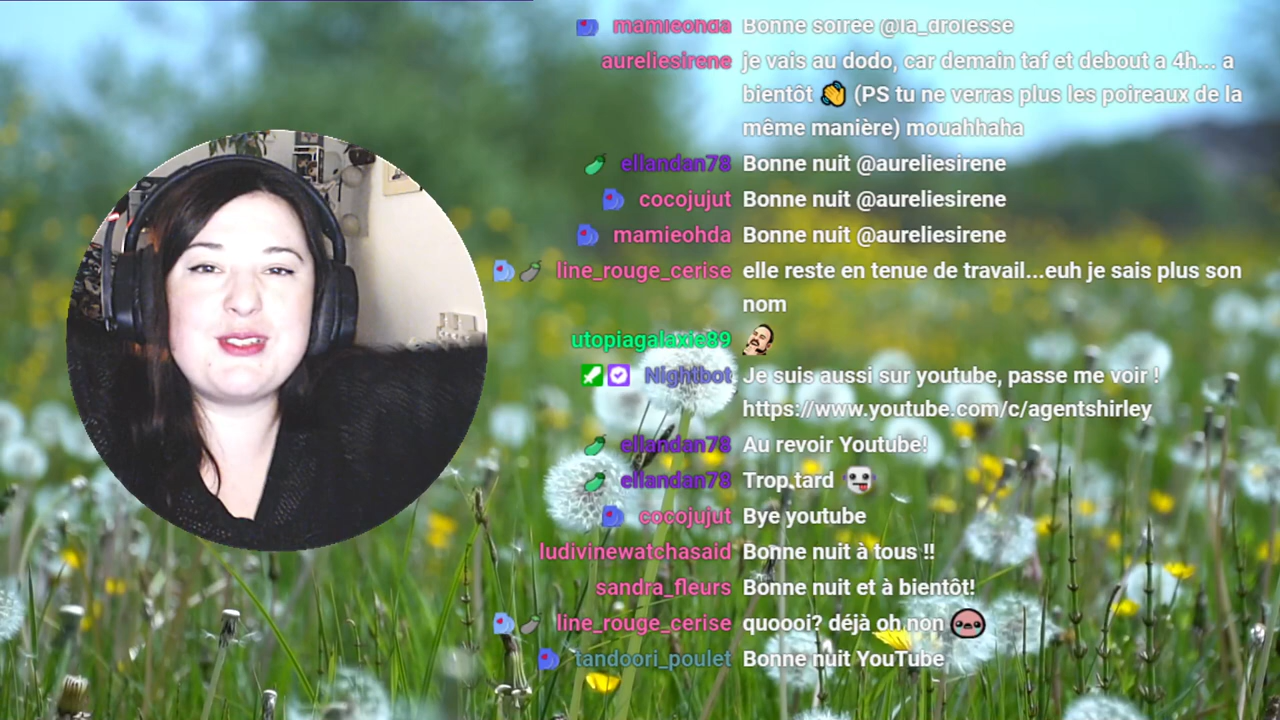 mamieohda Bonne soirée @la_drolesse
aureliesirene je vais au dodo, car demain taf et debout a 4h... a
bientôt (PS tu ne verras plus les poireaux de la
même manière) mouahhaha
ellandan78 Bonne nuit @aureliesirene
cocojujut Bonne nuit @aureliesirene
mamieohda Bonne nuit @aureliesirene
line_rouge_cerise elle reste en tenue de travail...euh je sais plus son
nom
utopiagalaxie89
Nightbot Je suis aussi sur youtube, passe me voir !
https://www.youtube.com/c/agentshirley
ellandan78 Au revoir Youtube!
ellandan78 Trop tard
cocojujut Bye youtube
ludivinewatchasaid Bonne nuit à tous !!
sandra_fleurs Bonne nuit et à bientôt!
line_rouge_cerise quoooi? déjà oh non
tandoori_poulet Bonne nuit YouTube